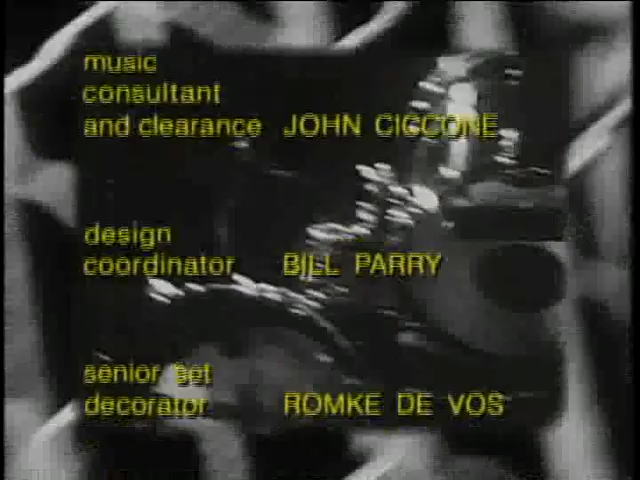 music
consultant
and clearance JOHN CICCONE
design
coordinator BILL PARRY
senior set
decorator ROMKE DE VOS